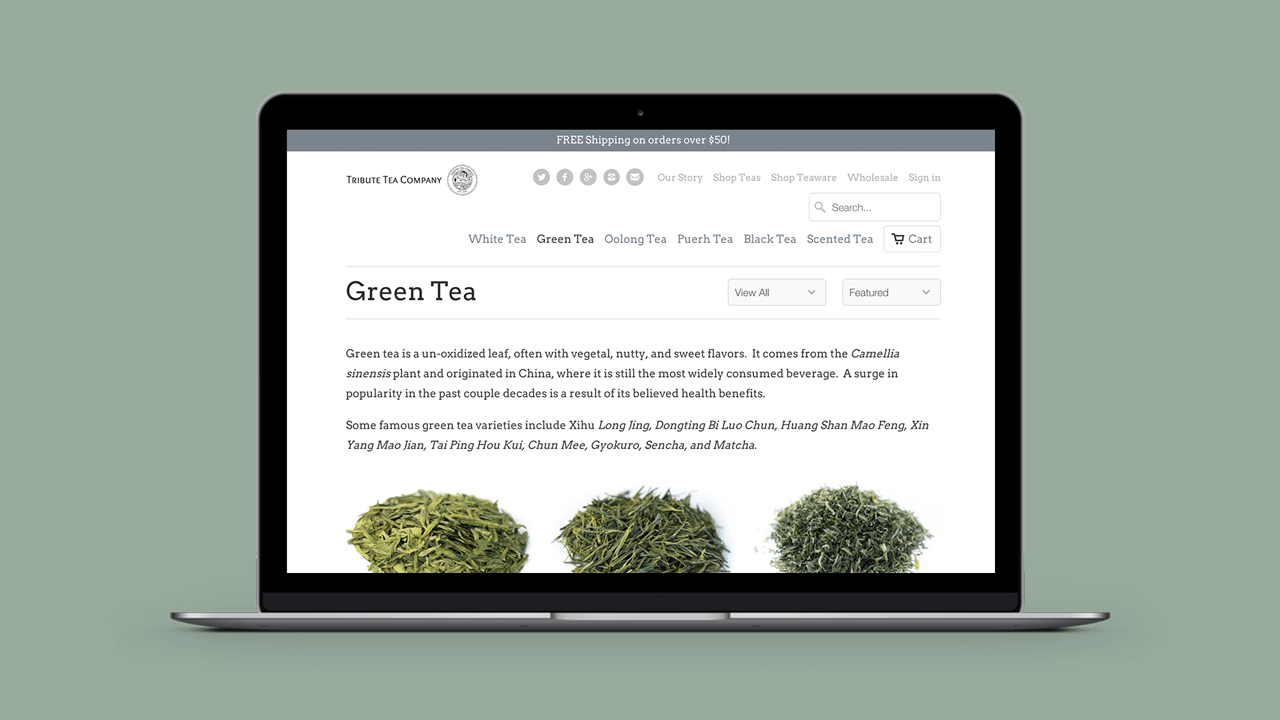 FREE Shipping on orders over $50!
TRIBUTE TEA COMPANY
Our Story Shop Teas Shop Teaware Wholesale Sign in
Search...
White Tea Green Tea Oolong Tea Puerh Tea Black Tea Scented Tea Cart
Green Tea
View All Featured
Green tea is a un-oxidized leaf, often with vegetal, nutty, and sweet flavors. It comes from the Camellia
sinensis plant and originated in China, where it is still the most widely consumed beverage. A surge in
popularity in the past couple decades is a result of its believed health benefits.
Some famous green tea varieties include Xihu Long Jing, Dongting Bi Luo Chun, Huang Shan Mao Feng, Xin
Yang Mao Jian, Tai Ping Hou Kui, Chun Mee, Gyokuro, Sencha, and Matcha.